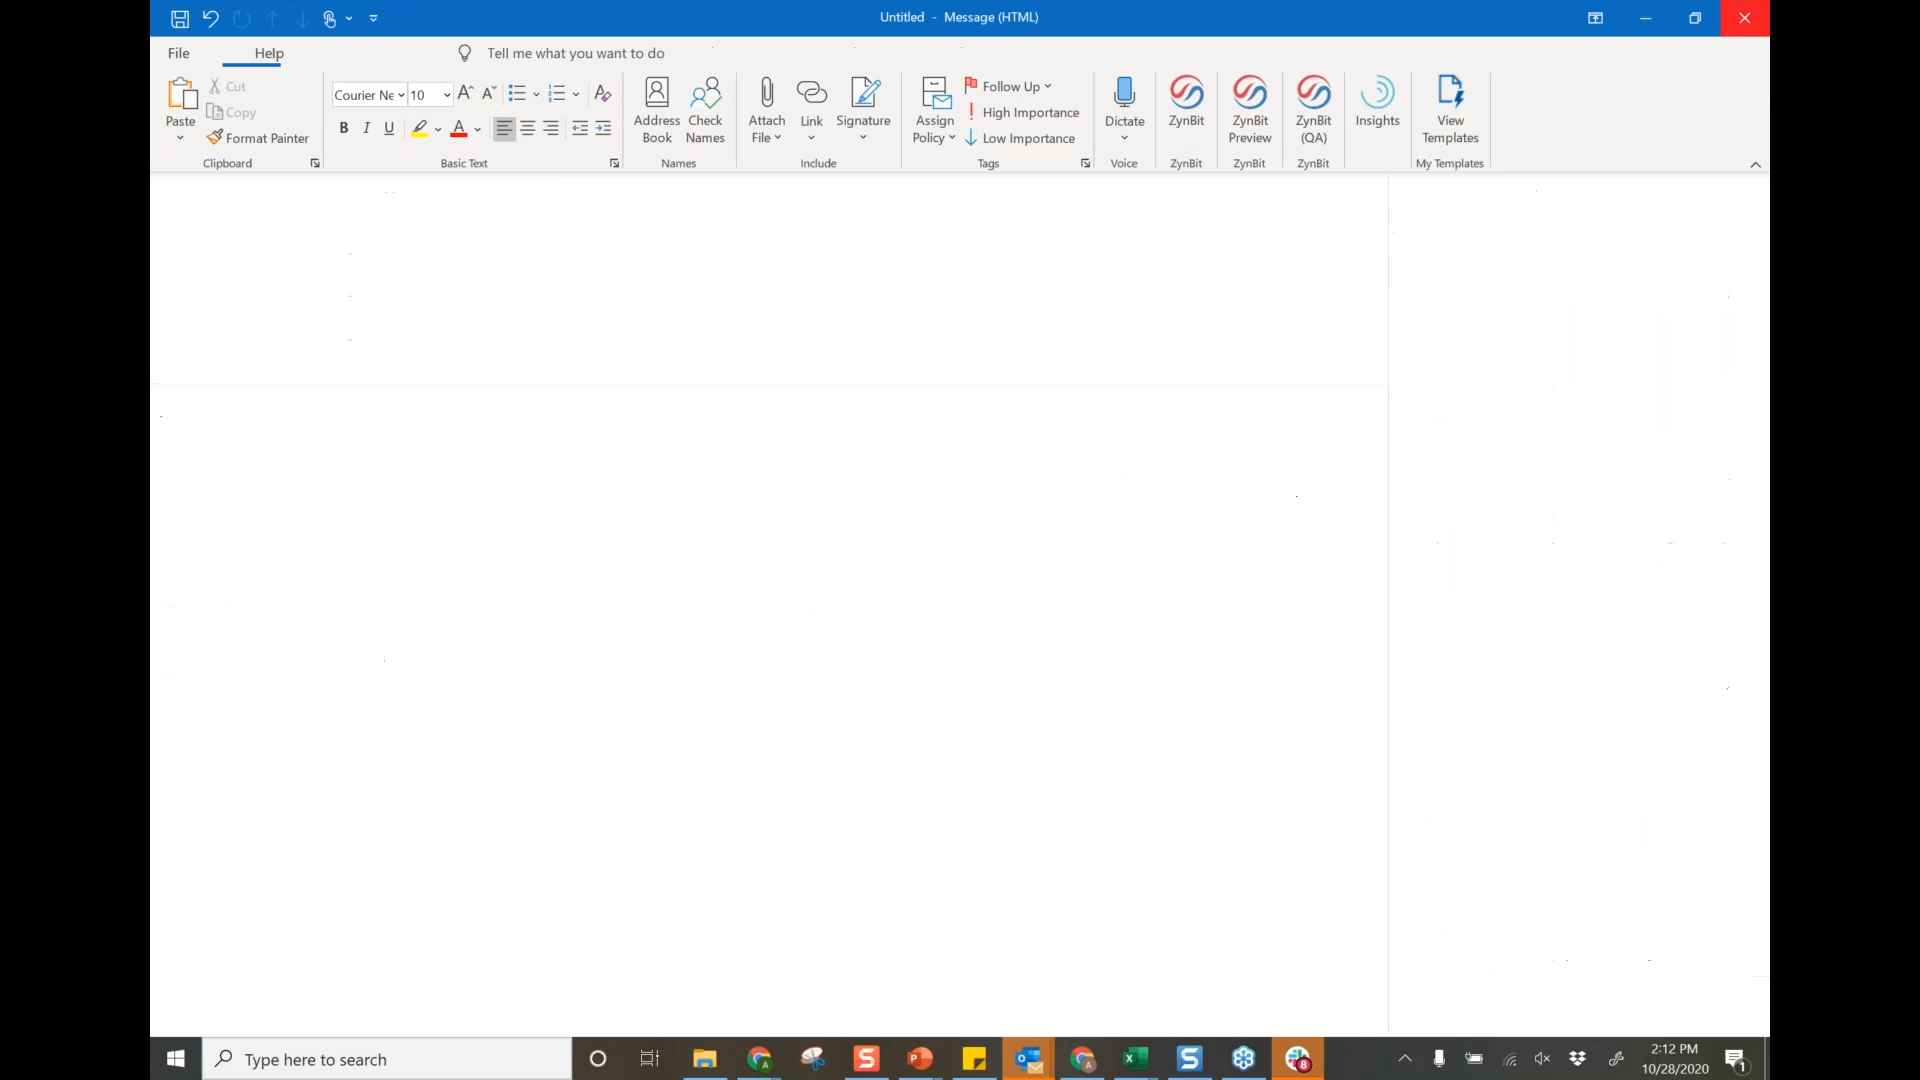 Untitled - Message (HTML)
File Help Tell me what you want to do
Paste
Cut
Copy
Format Painter
Clipboard
Courier Ne 10
B I U
Basic Text
Address Book
Check Names
Names
Attach File
Link
Signature
Include
Assign Policy
Follow Up
High Importance
Low Importance
Tags
Dictate
Voice
ZynBit
ZynBit
ZynBit Preview
ZynBit
ZynBit (QA)
ZynBit
Insights
View Templates
My Templates
Type here to search
8
2:12 PM
10/28/2020
1